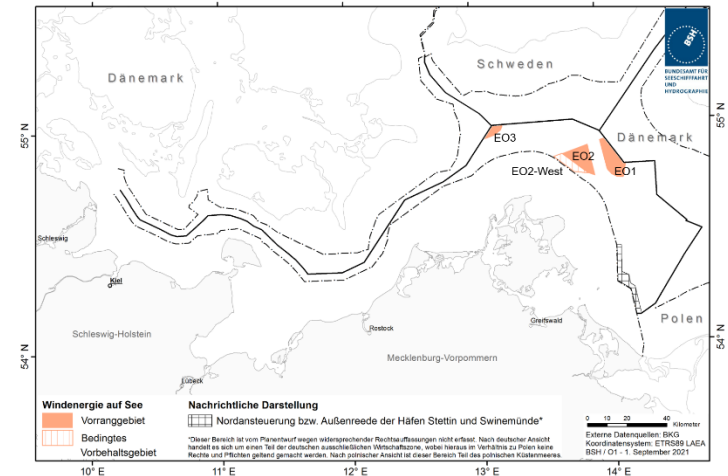 BSH
BUNDESAMT FÜR
SEESCHIFFFAHRT
UND
HYDROGRAPHIE
Schweden
Dänemark
55° N
55° N
Dänemark
EO3
EO2
EO2-West
EO1
Schleswig
Kiel
Polen
Greifswald
Rostock
Schleswig-Holstein
54° N
54° N
Mecklenburg-Vorpommern
Lübeck
Windenergie auf See
Vorranggebiet
Bedingtes
Vorbehaltsgebiet
Nachrichtliche Darstellung
Nordansteuerung bzw. Außenreede der Häfen Stettin und Swinemünde*
*Dieser Bereich ist vom Planentwurf wegen widersprechender Rechtsauffassungen nicht erfasst. Nach deutscher Ansicht
handelt es sich um einen Teil der deutschen ausschließlichen Wirtschaftszone, wobei hieraus im Verhältnis zu Polen keine
Rechte und Pflichten geltend gemacht werden. Nach polnischer Ansicht ist dieser Bereich Teil des polnischen Küstenmeeres.
0 10 20 40 Kilometer
Externe Datenquellen: BKG
Koordinatensystem: ETRS89 LAEA
BSH / O1 - 1. September 2021
10° E
11° E
12° E
13° E
14° E